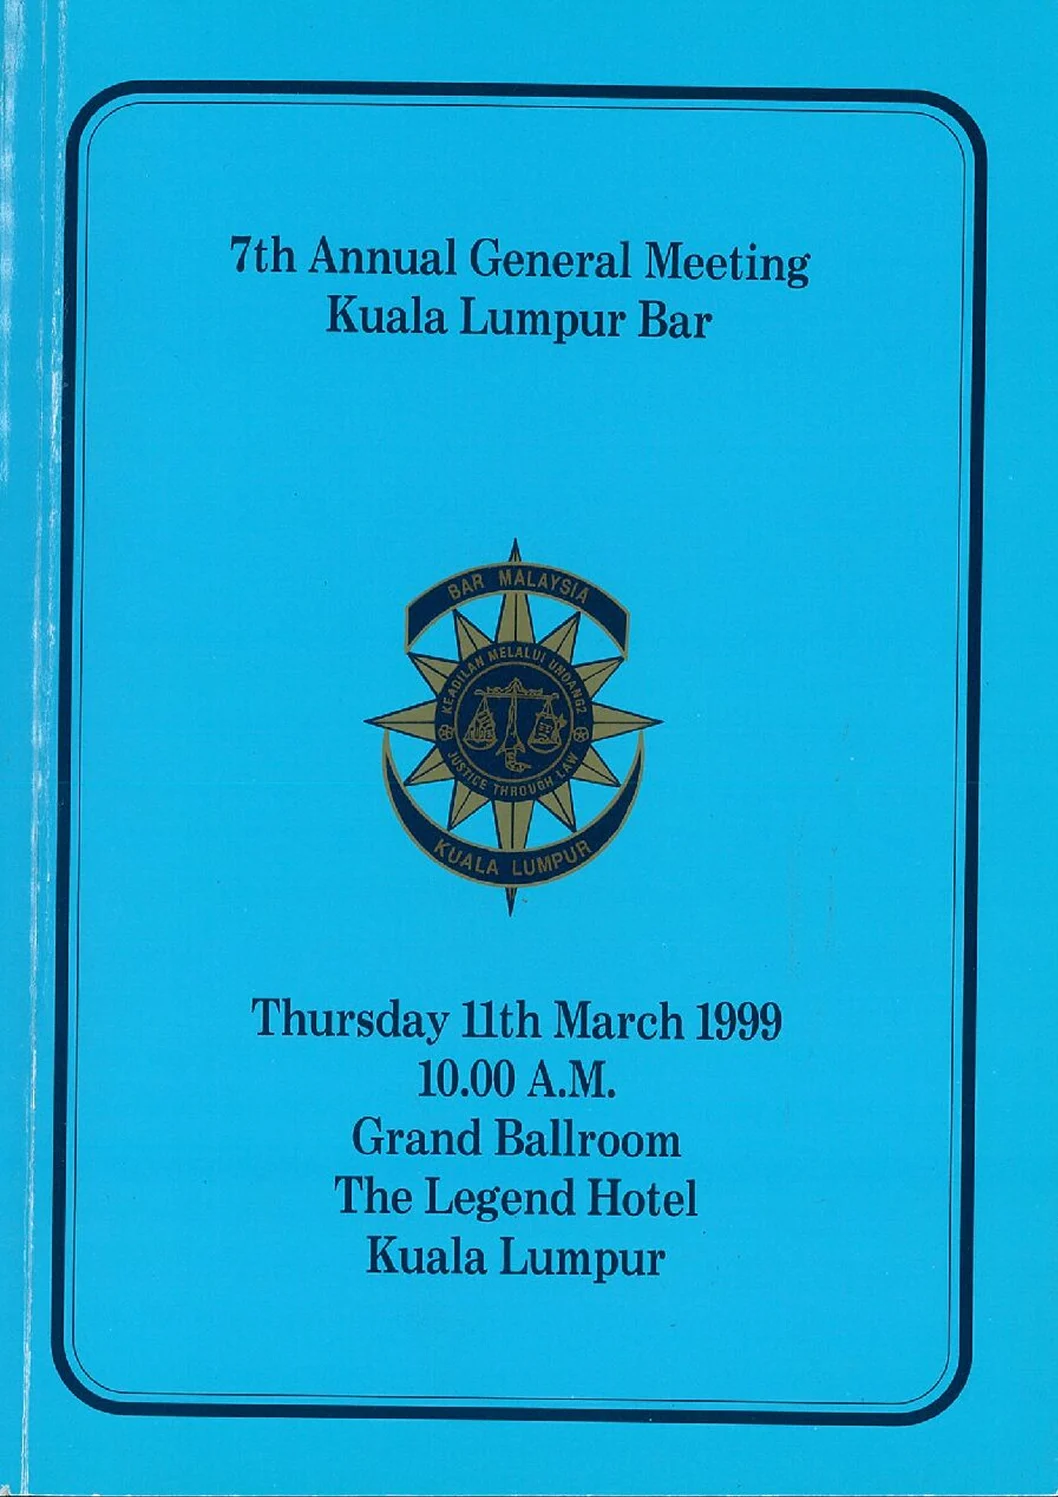 7th Annual General Meeting
Kuala Lumpur Bar
BAR MALAYSIA
KEADILAN MELALUI UNDANG2
JUSTICE THROUGH LAW
KUALA LUMPUR
Thursday 11th March 1999
10.00 A.M.
Grand Ballroom
The Legend Hotel
Kuala Lumpur